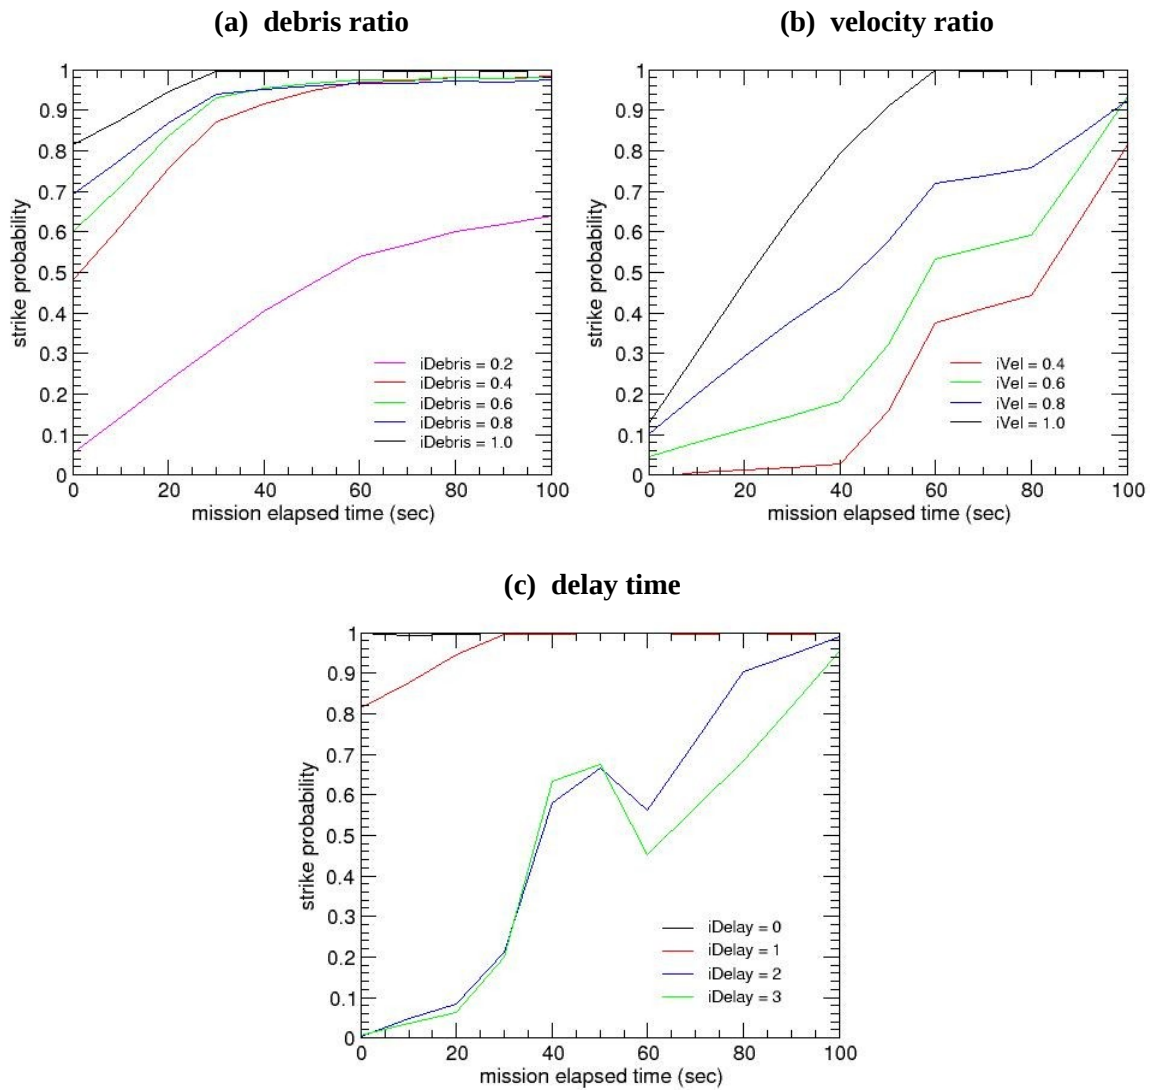 (a) debris ratio
1
0.9
0.8
0.7
0.6
0.5
0.4
0.3
0.2
0.1
0
strike probability
iDebris = 0.2
iDebris = 0.4
iDebris = 0.6
iDebris = 0.8
iDebris = 1.0
0 20 40 60 80 100
mission elapsed time (sec)
(b) velocity ratio
1
0.9
0.8
0.7
0.6
0.5
0.4
0.3
0.2
0.1
0
strike probability
iVel = 0.4
iVel = 0.6
iVel = 0.8
iVel = 1.0
0 20 40 60 80 100
mission elapsed time (sec)
(c) delay time
1
0.9
0.8
0.7
0.6
0.5
0.4
0.3
0.2
0.1
0
strike probability
iDelay = 0
iDelay = 1
iDelay = 2
iDelay = 3
0 20 40 60 80 100
mission elapsed time (sec)